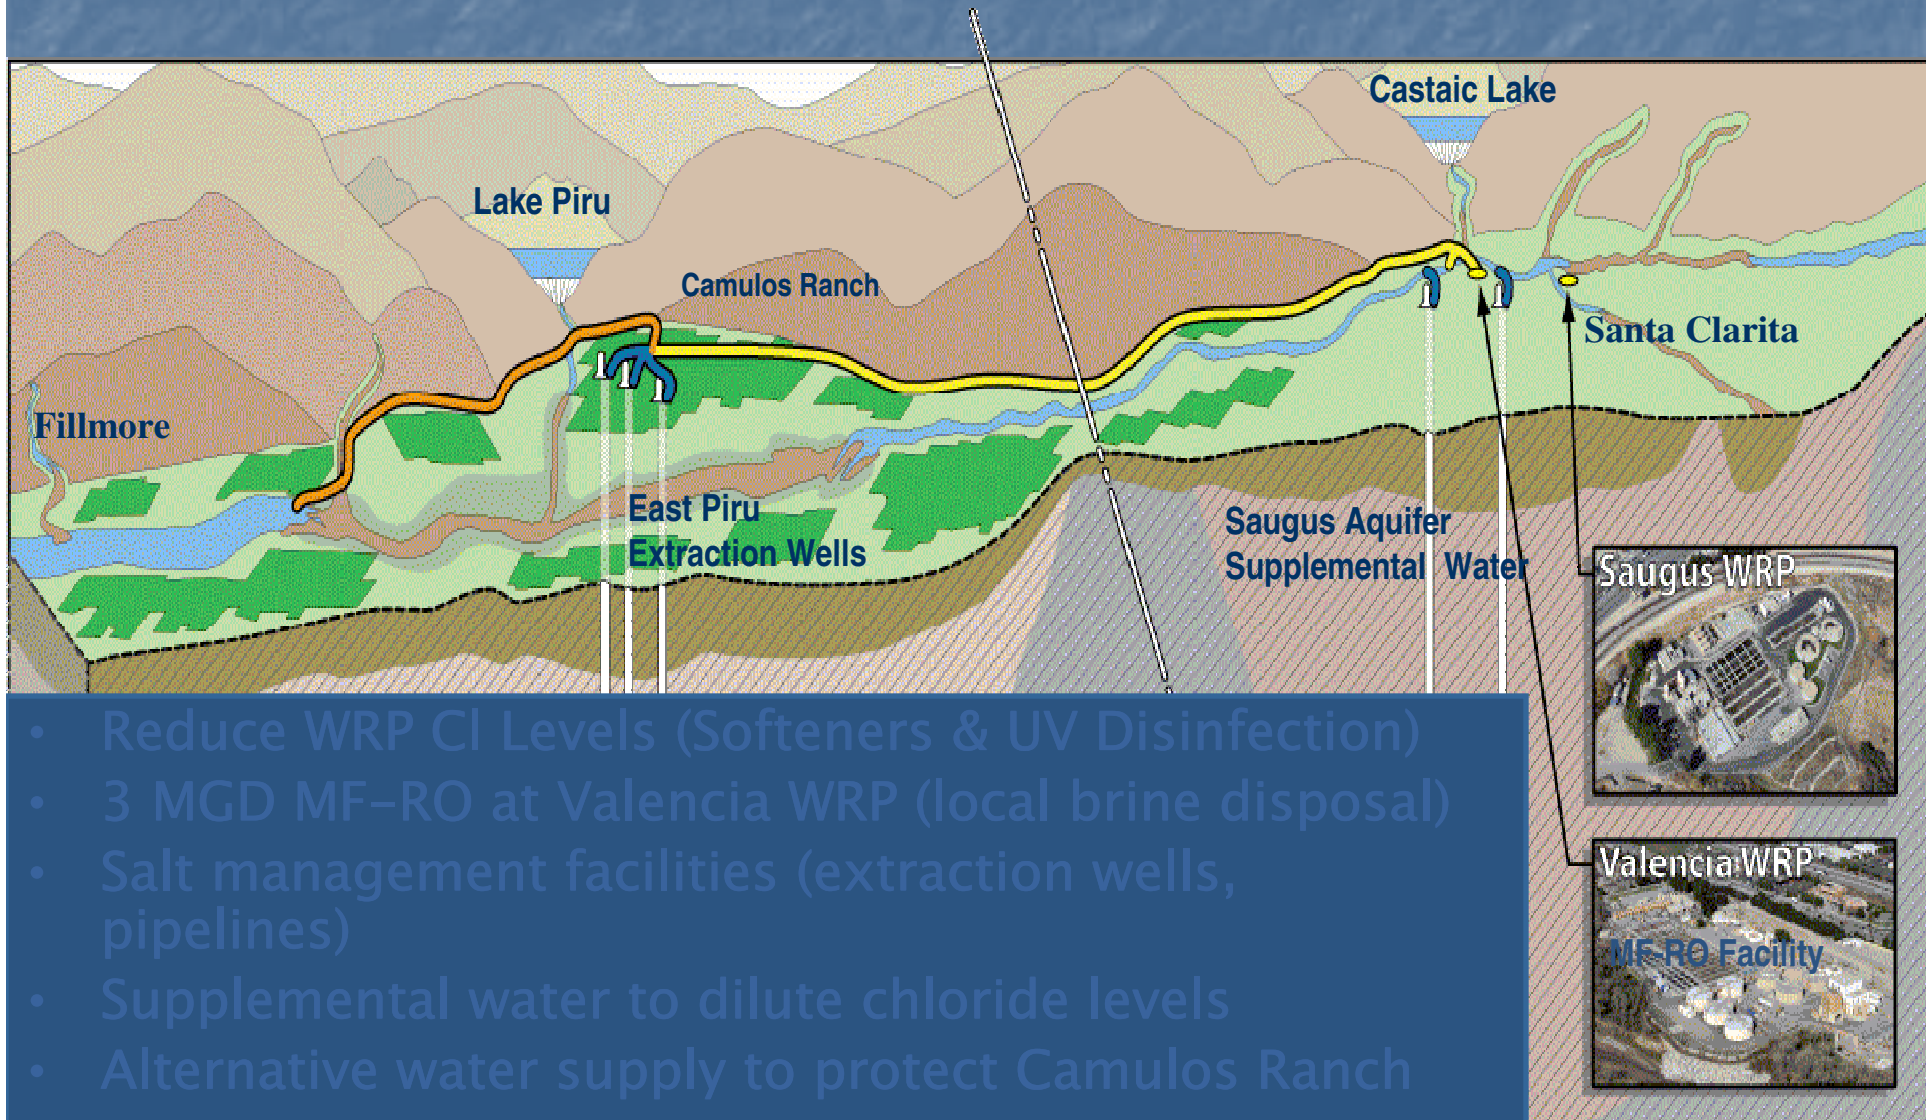 Castaic Lake
Lake Piru
Camulos Ranch
Santa Clarita
Fillmore
East Piru
Extraction Wells
Saugus Aquifer
Supplemental Water
Saugus WRP
Valencia WRP
MF-RO Facility
• Reduce WRP Cl Levels (Softeners & UV Disinfection)
• 3 MGD MF-RO at Valencia WRP (local brine disposal)
• Salt management facilities (extraction wells,
pipelines)
• Supplemental water to dilute chloride levels
• Alternative water supply to protect Camulos Ranch